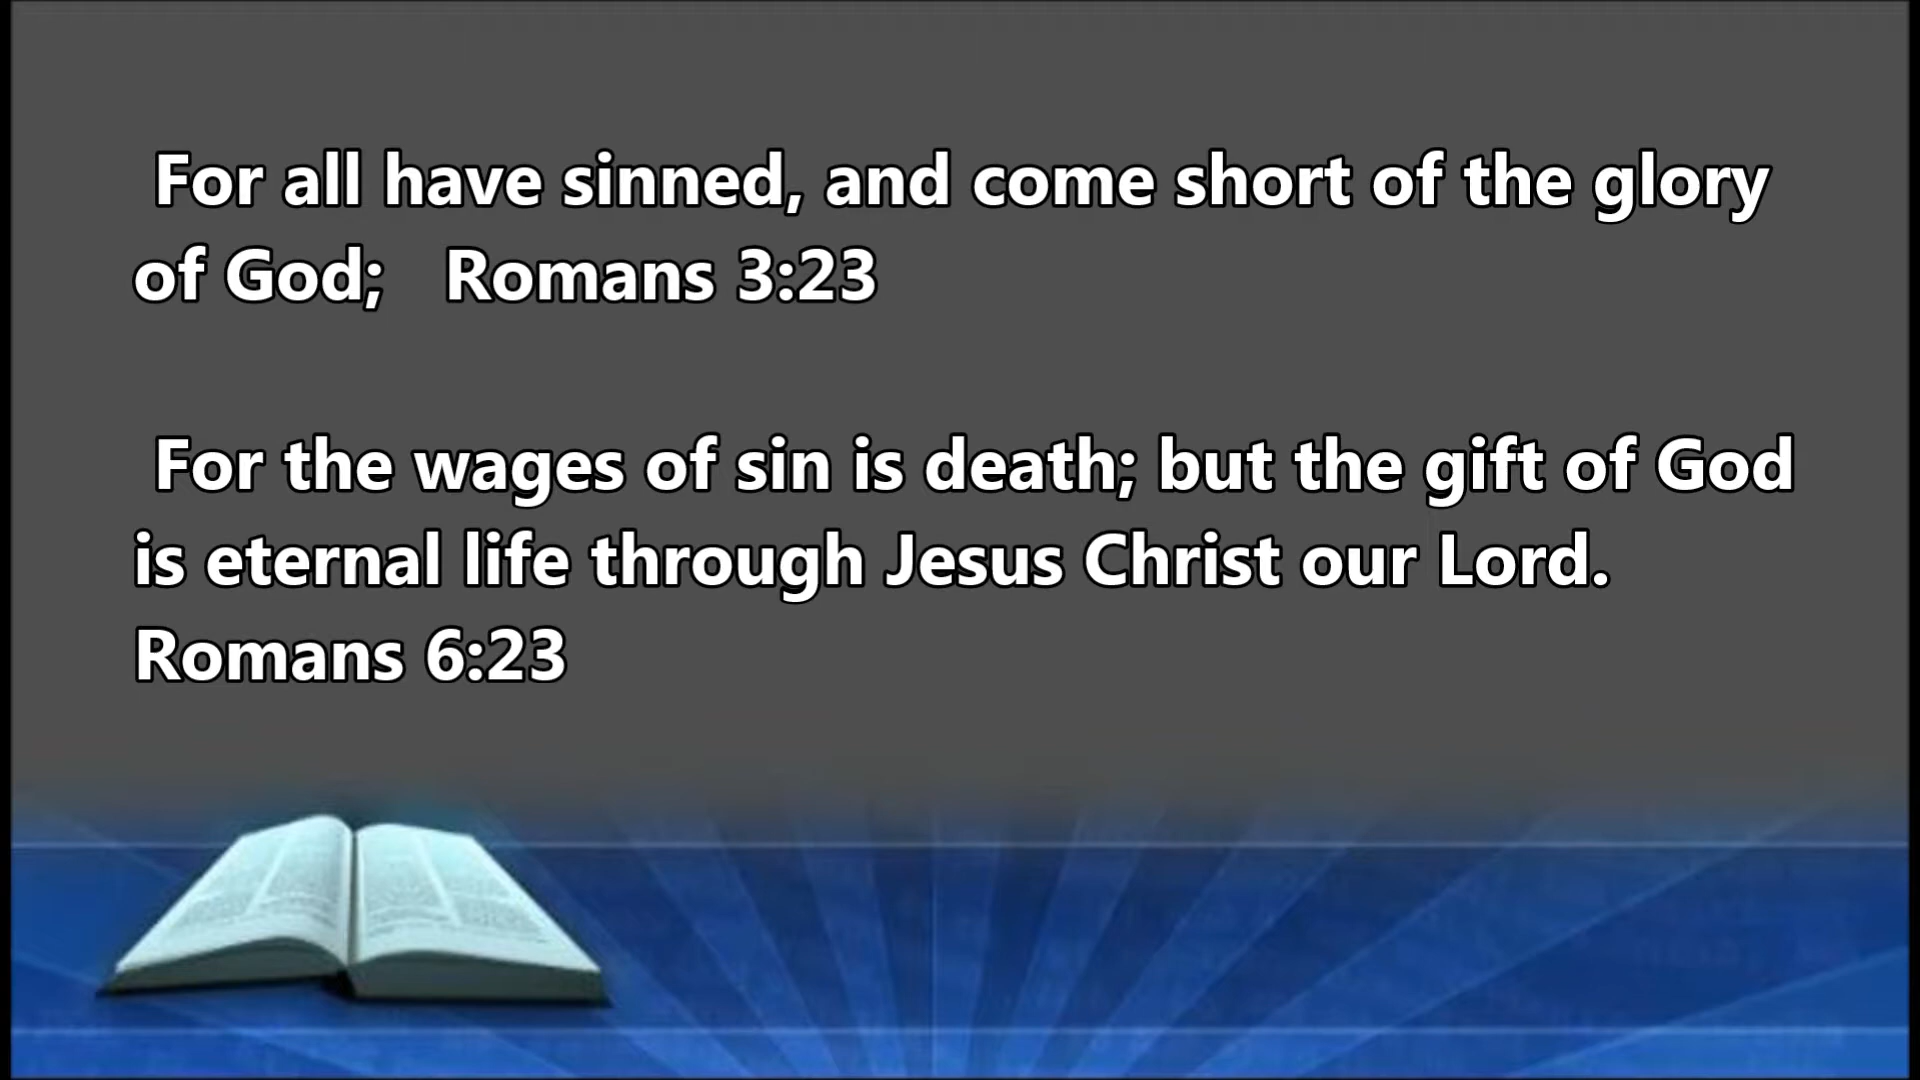 For all have sinned, and come short of the glory
of God;   Romans 3:23
For the wages of sin is death; but the gift of God
is eternal life through Jesus Christ our Lord.
Romans 6:23